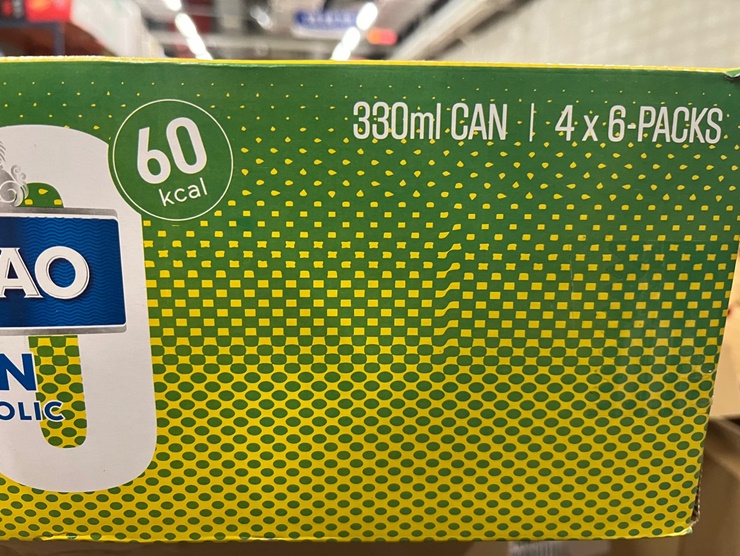 330ml CAN | 4 x 6-PACKS
60
kcal
AO
N
OLIC